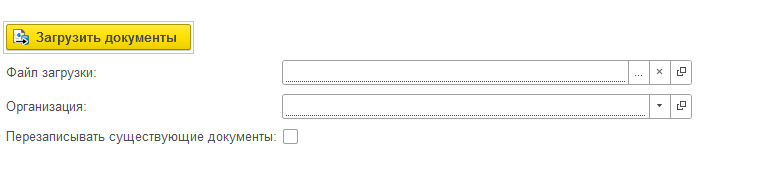 Загрузить документы
Файл загрузки:
...
Организация:
Перезаписывать существующие документы: